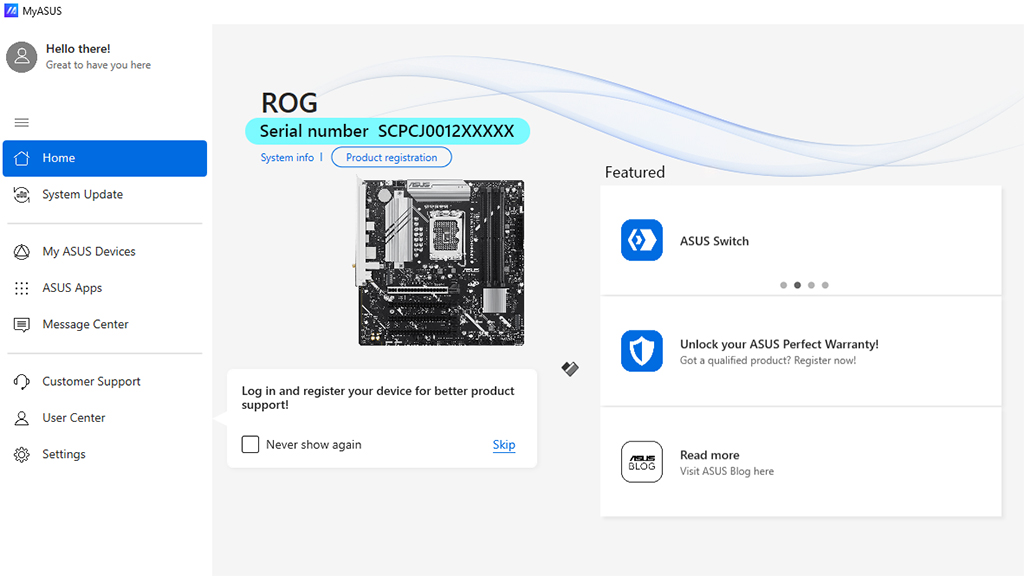 MyASUS
Hello there!
Great to have you here
Home
System Update
My ASUS Devices
ASUS Apps
Message Center
Customer Support
User Center
Settings
ROG
Serial number SCPCJ0012XXXXX
System info | Product registration
ASUS
ASUS
Log in and register your device for better product
support!
Never show again
Skip
Featured
ASUS Switch
Unlock your ASUS Perfect Warranty!
Got a qualified product? Register now!
ASUS
BLOG
Read more
Visit ASUS Blog here